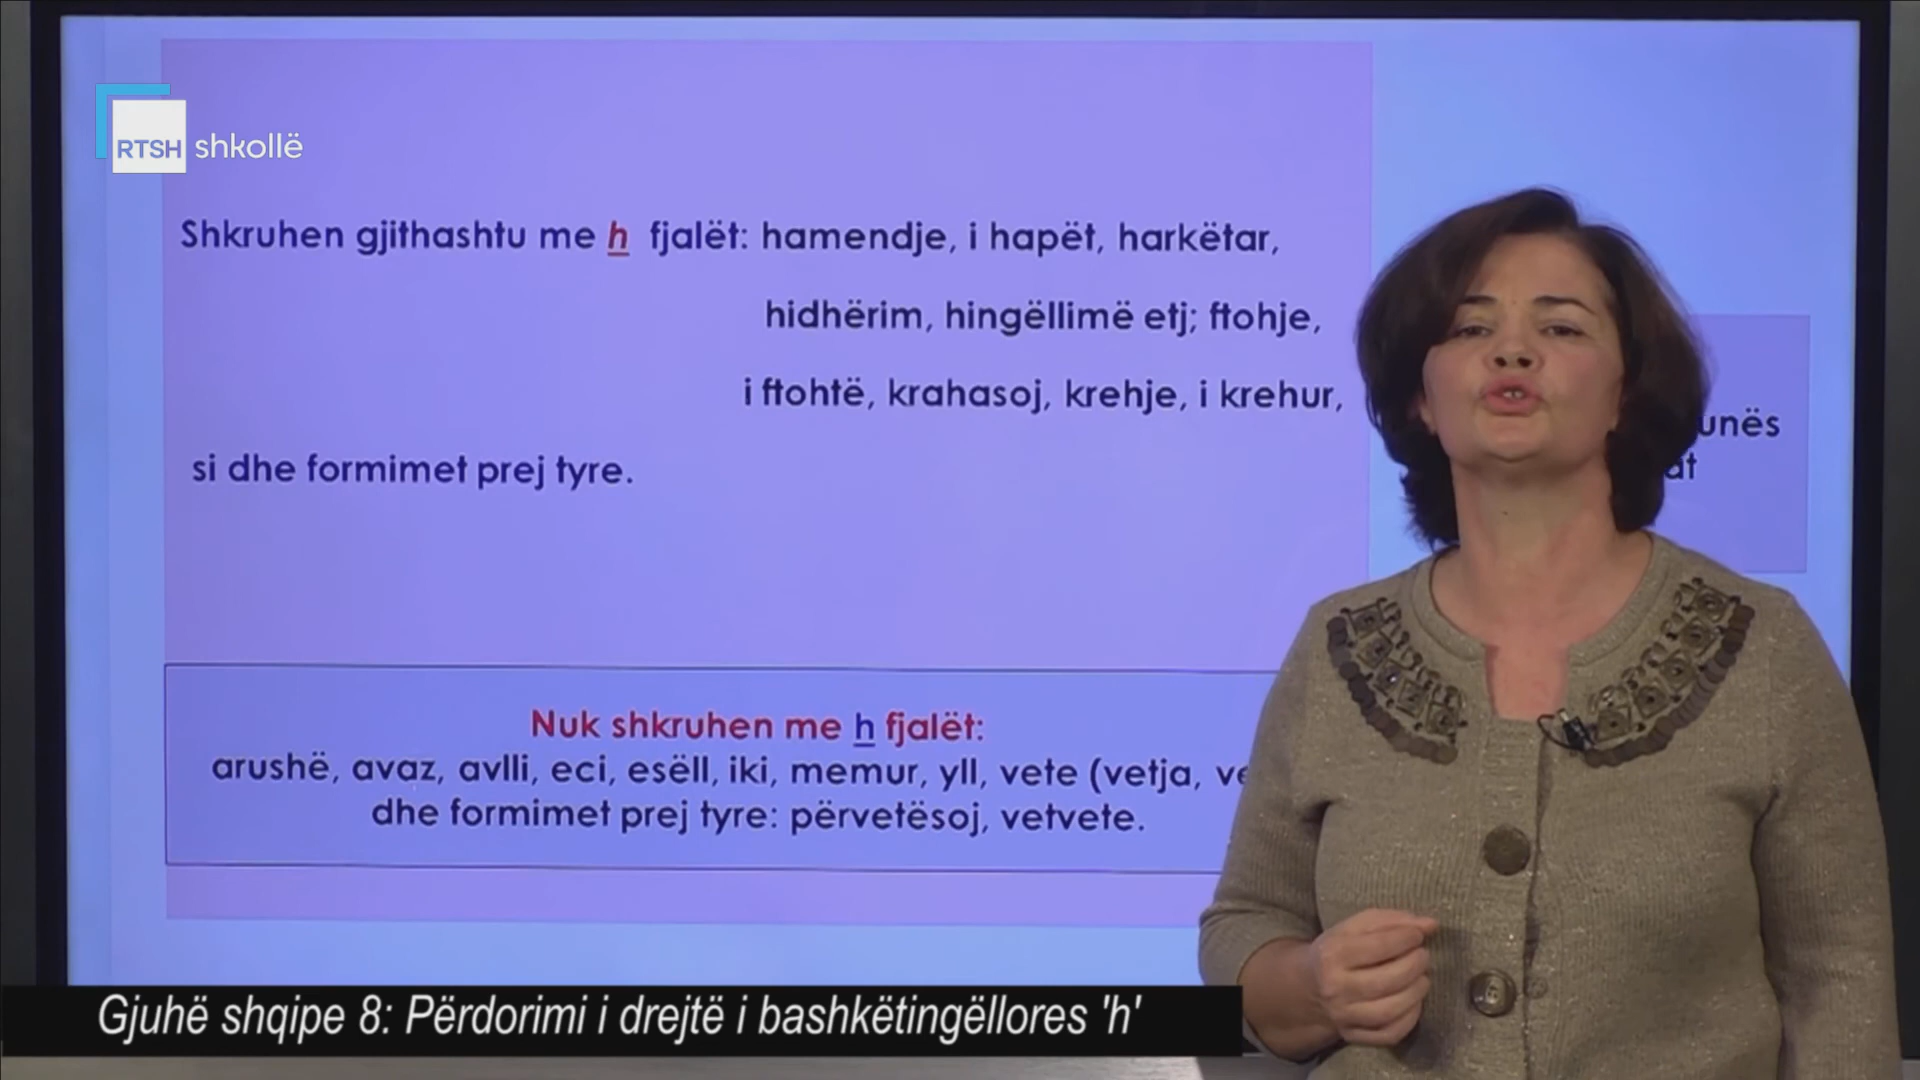 RTSH shkollë
Shkruhen gjithashtu me h fjalët: hamendje, i hapët, harkëtar,
hidhërim, hingëllimë etj; ftohje,
i ftohtë, krahasoj, krehje, i krehur,
si dhe formimet prej tyre.
Nuk shkruhen me h fjalët:
arushë, avaz, avlli, eci, esëll, iki, memur, yll, vete (vetja,
dhe formimet prej tyre: përvetësoj, vetvete.
Gjuhë shqipe 8: Përdorimi i drejtë i bashkëtingëllores 'h'